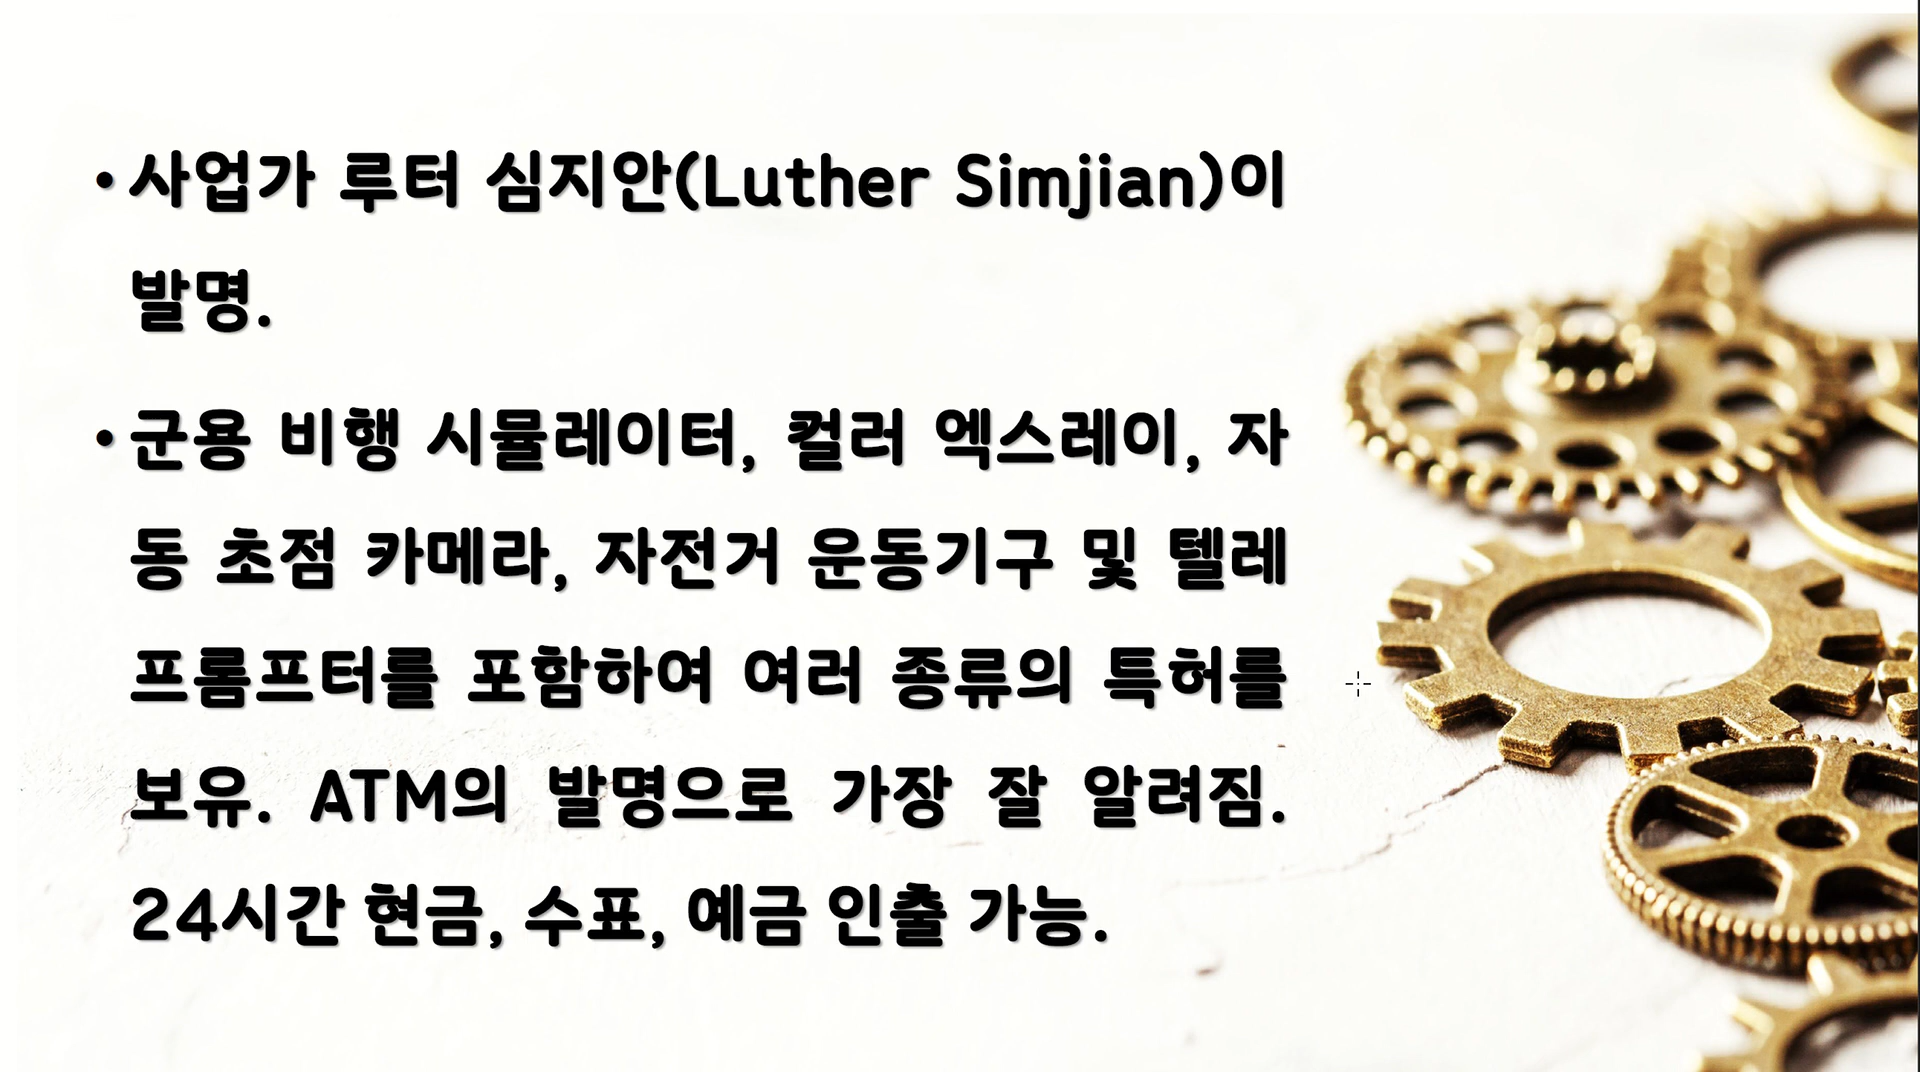 • 사업가 루터 심지안(Luther Simjian)이
발명.
• 군용 비행 시뮬레이터, 컬러 엑스레이, 자
동 초점 카메라, 자전거 운동기구 및 텔레
프롬프터를 포함하여 여러 종류의 특허를
보유. ATM의 발명으로 가장 잘 알려짐.
24시간 현금, 수표, 예금 인출 가능.